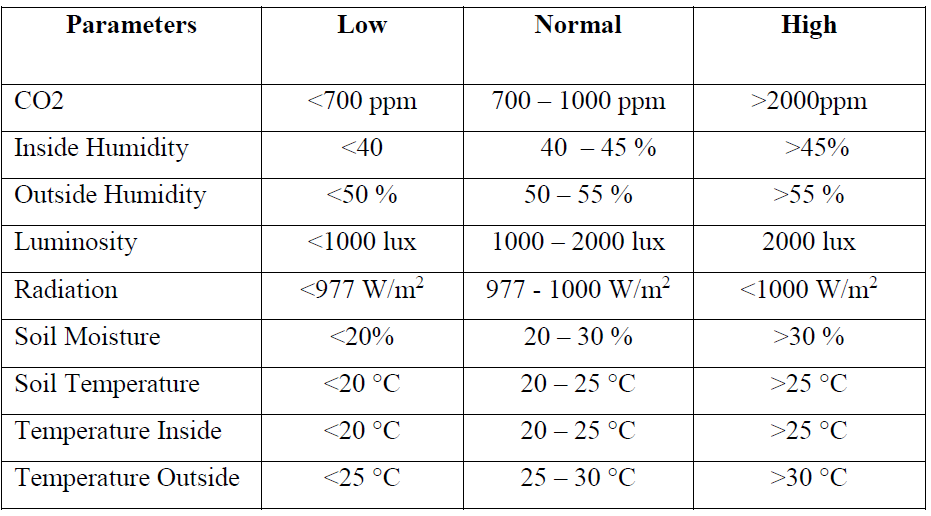 Parameters Low Normal High
CO2 <700 ppm 700 – 1000 ppm >2000ppm
Inside Humidity <40 40 – 45 % >45%
Outside Humidity <50 % 50 – 55 % >55 %
Luminosity <1000 lux 1000 – 2000 lux 2000 lux
Radiation <977 W/m² 977 - 1000 W/m² <1000 W/m²
Soil Moisture <20% 20 – 30 % >30 %
Soil Temperature <20 °C 20 – 25 °C >25 °C
Temperature Inside <20 °C 20 – 25 °C >25 °C
Temperature Outside <25 °C 25 – 30 °C >30 °C